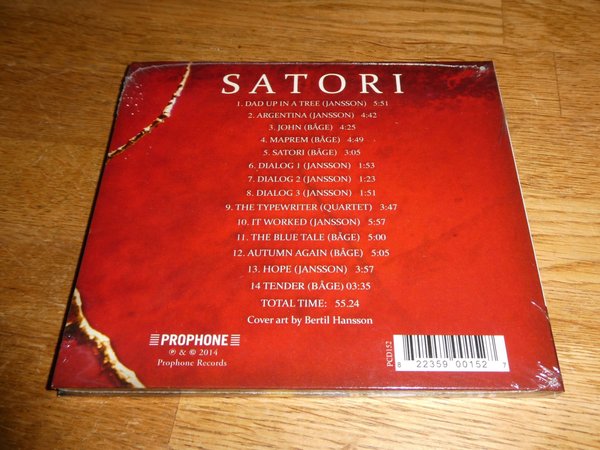 SATORI
1. DAD UP IN A TREE (JANSSON) 5:51
2. ARGENTINA (JANSSON) 4:42
3. JOHN (BÅGE) 4:25
4. MAPREM (BÅGE) 4:49
5. SATORI (BÅGE) 3:05
6. DIALOG 1 (JANSSON) 1:53
7. DIALOG 2 (JANSSON) 1:23
8. DIALOG 3 (JANSSON) 1:51
9. THE TYPEWRITER (QUARTET) 3:47
10. IT WORKED (JANSSON) 5:57
11. THE BLUE TALE (BÅGE) 5:00
12. AUTUMN AGAIN (BÅGE) 5:05
13. HOPE (JANSSON) 3:57
14 TENDER (BÅGE) 03:35
TOTAL TIME: 55.24
Cover art by Bertil Hansson
PROPHONE
℗ & © 2014
Prophone Records
PCD152
8 22359 00152 7